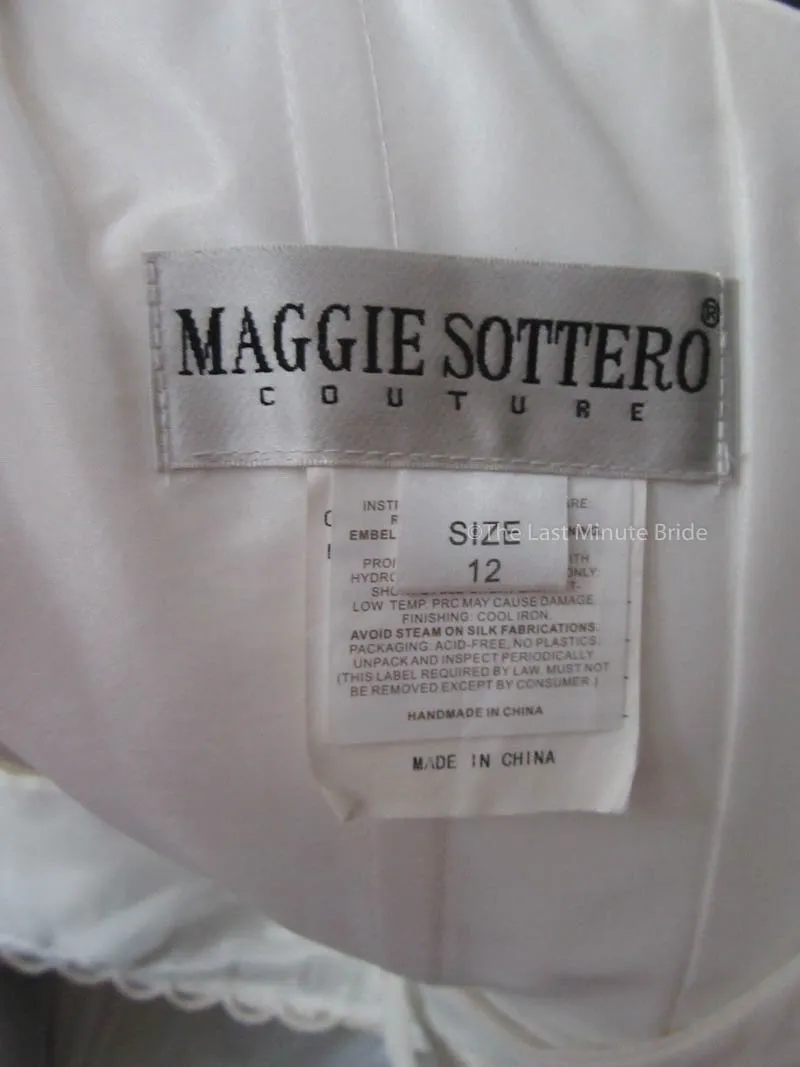 MAGGIE SOTTERO®
COUTURE
SIZE
12
©The Last Minute Bride
LOW TEMP. PRC MAY CAUSE DAMAGE.
FINISHING: COOL IRON.
AVOID STEAM ON SILK FABRICATIONS.
PACKAGING: ACID-FREE, NO PLASTICS.
UNPACK AND INSPECT PERIODICALLY.
(THIS LABEL REQUIRED BY LAW. MUST NOT
BE REMOVED EXCEPT BY CONSUMER.)
HANDMADE IN CHINA
MADE IN CHINA